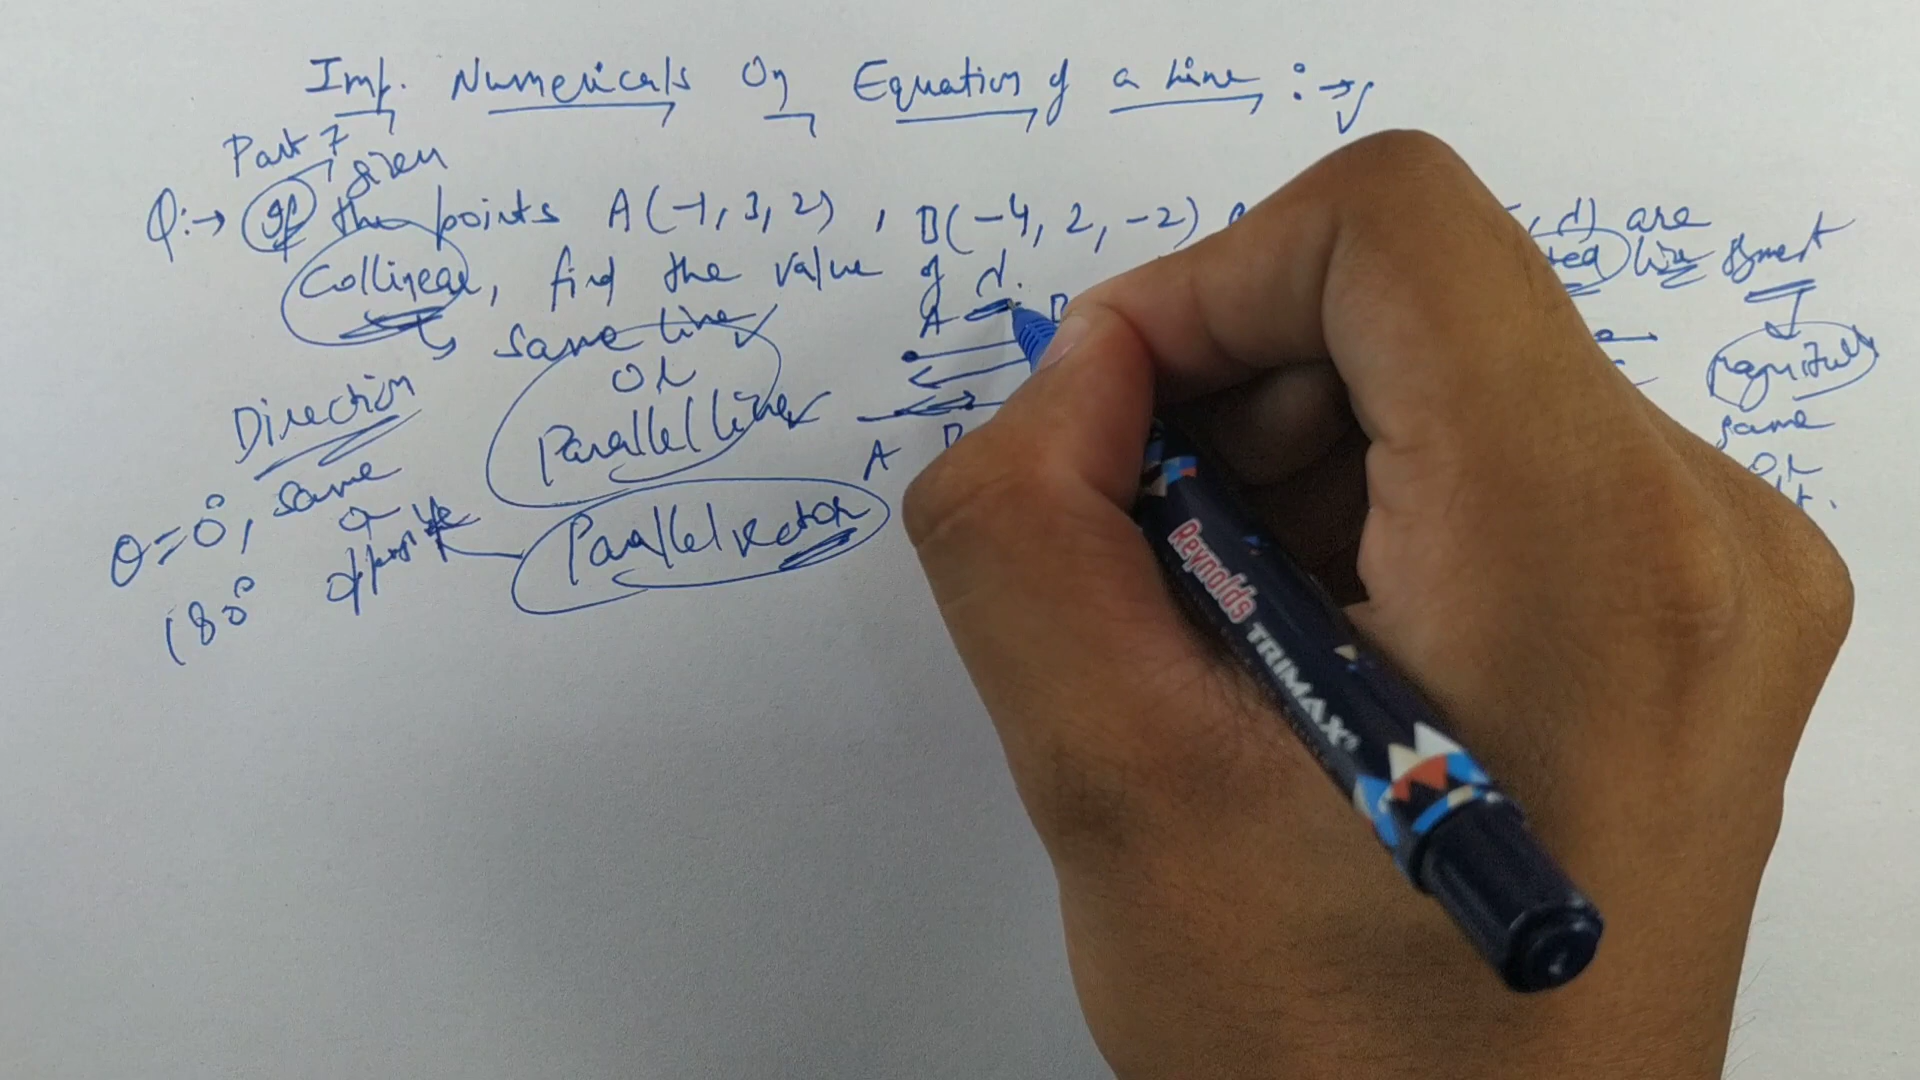 Imp. Numericals On Equation of a Line :→
Part 7
given
Q:→ If the points A(-1, 3, 2) , B(-4, 2, -2) , d) are
Collinear, find the value of d.
line
same line
or
Parallel lines
Direction
θ=0°, same
or
opposite
180°
Parallel vector
A
A
same
or
Reynolds TRIMAX